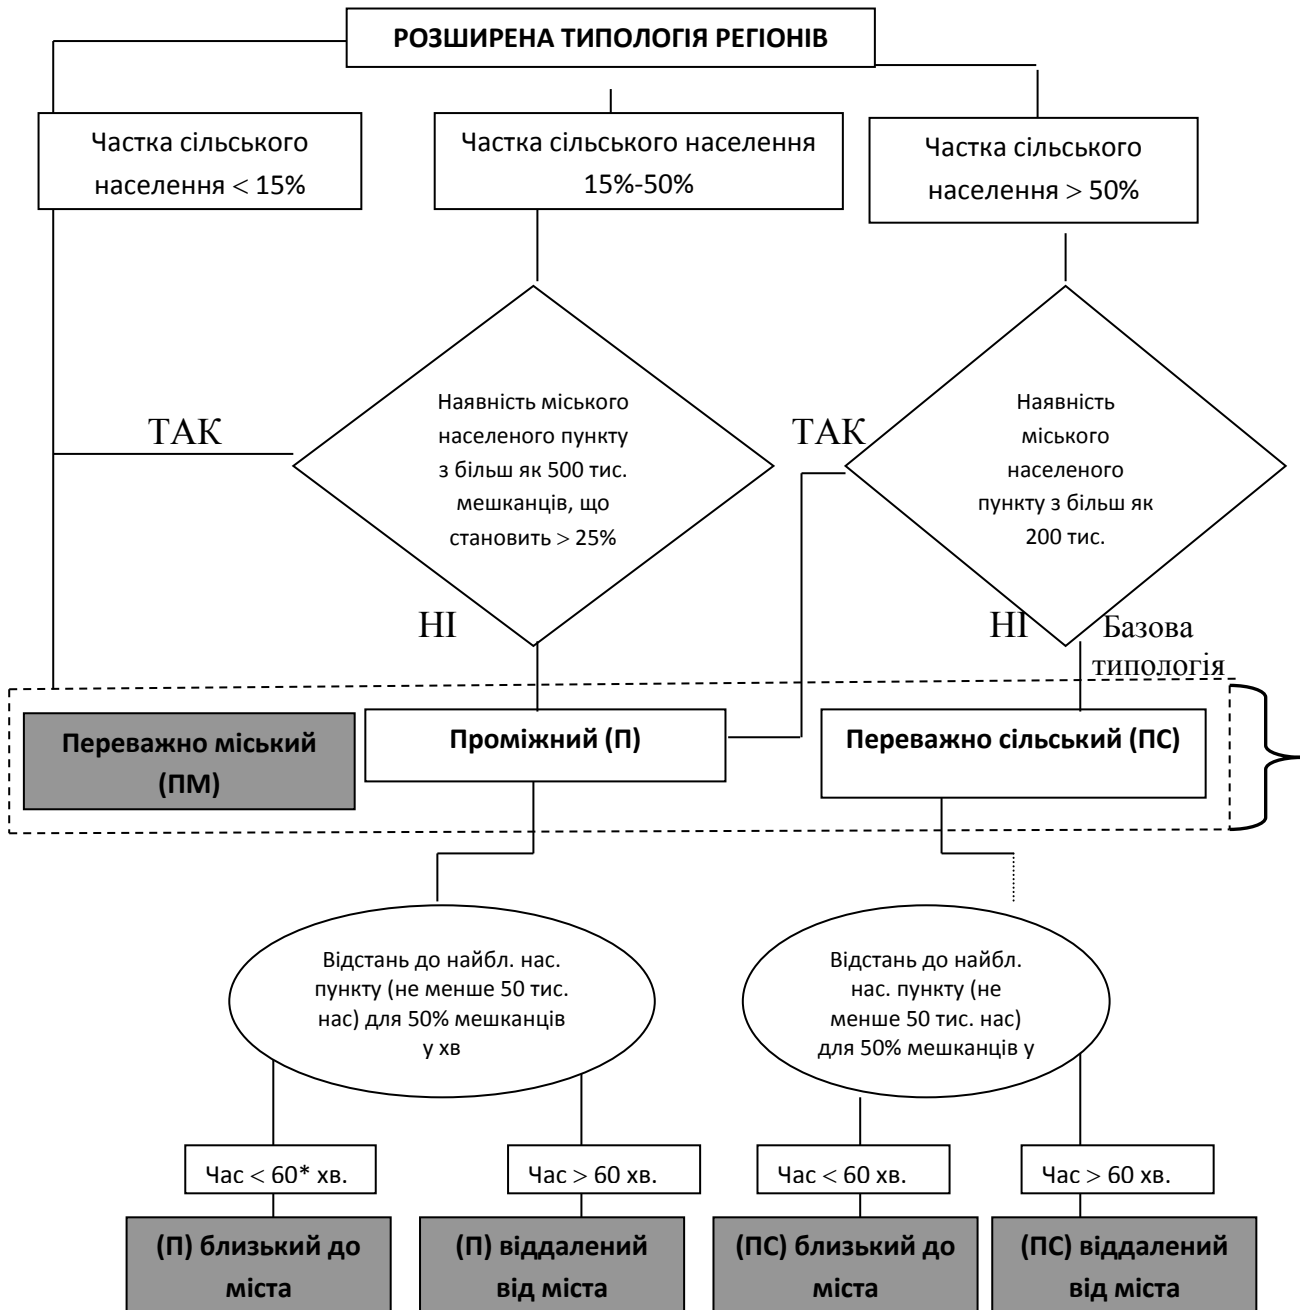 РОЗШИРЕНА ТИПОЛОГІЯ РЕГІОНІВ
Частка сільського
населення < 15%
Частка сільського населення
15%-50%
Частка сільського
населення > 50%
ТАК
Наявність міського
населеного пункту
з більш як 500 тис.
мешканців, що
становить > 25%
ТАК
Наявність
міського
населеного
пункту з більш як
200 тис.
НІ
НІ
Базова
типологія
Переважно міський
(ПМ)
Проміжний (П)
Переважно сільський (ПС)
Відстань до найбл. нас.
пункту (не менше 50 тис.
нас) для 50% мешканців
у хв
Відстань до найбл.
нас. пункту (не
менше 50 тис. нас)
для 50% мешканців у
Час < 60* хв.
Час > 60 хв.
Час < 60 хв.
Час > 60 хв.
(П) близький до
міста
(П) віддалений
від міста
(ПС) близький до
міста
(ПС) віддалений
від міста